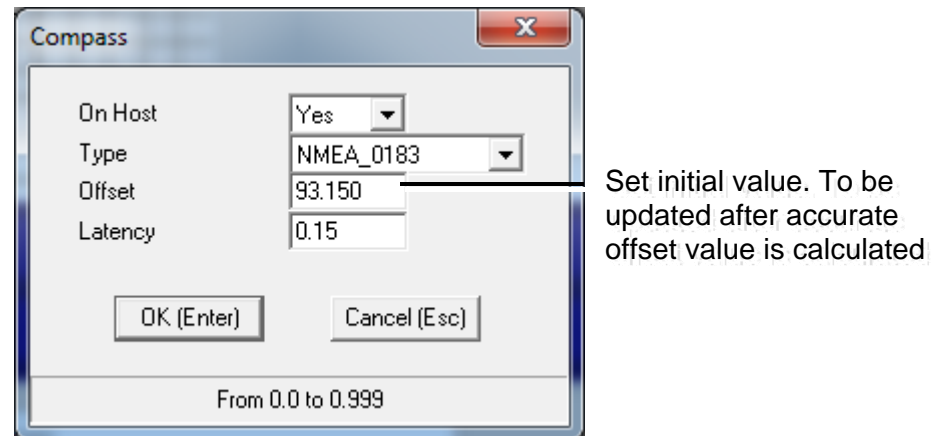 Compass
On Host Yes
Type NMEA_0183
Offset 93.150
Latency 0.15
Set initial value. To be
updated after accurate
offset value is calculated
OK (Enter) Cancel (Esc)
From 0.0 to 0.999